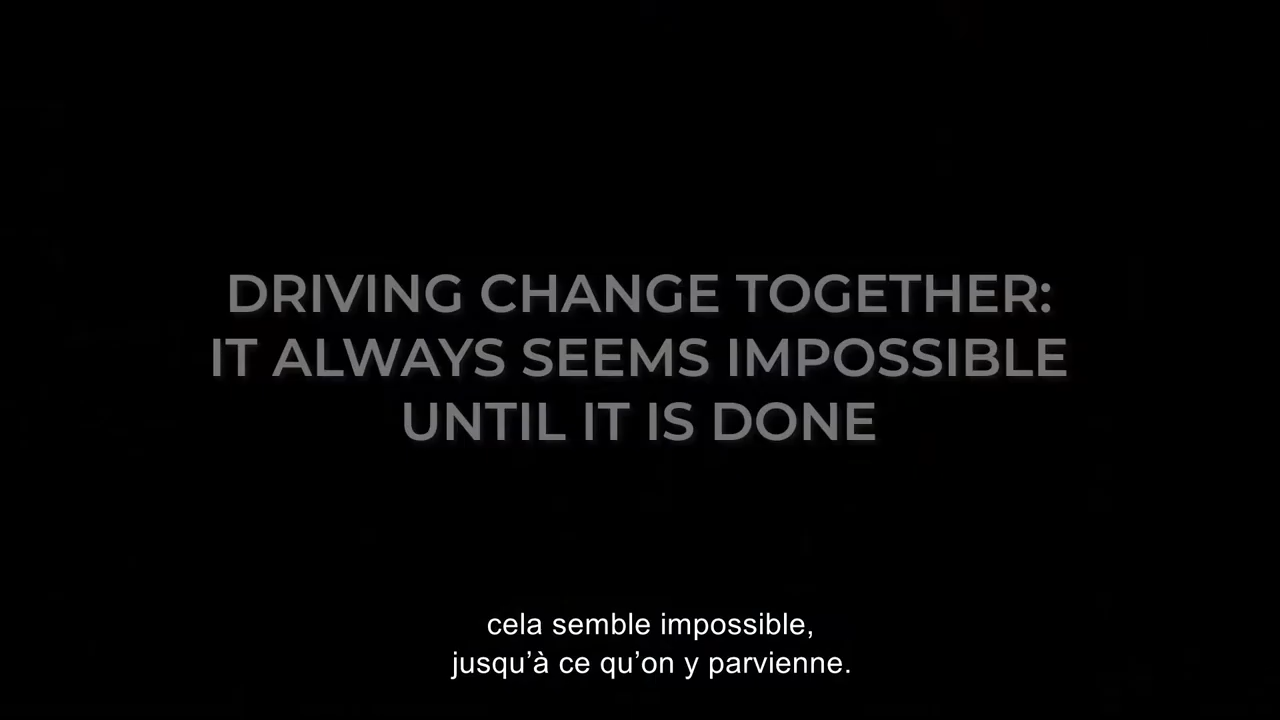 DRIVING CHANGE TOGETHER:
IT ALWAYS SEEMS IMPOSSIBLE
UNTIL IT IS DONE
cela semble impossible,
jusqu’à ce qu’on y parvienne.